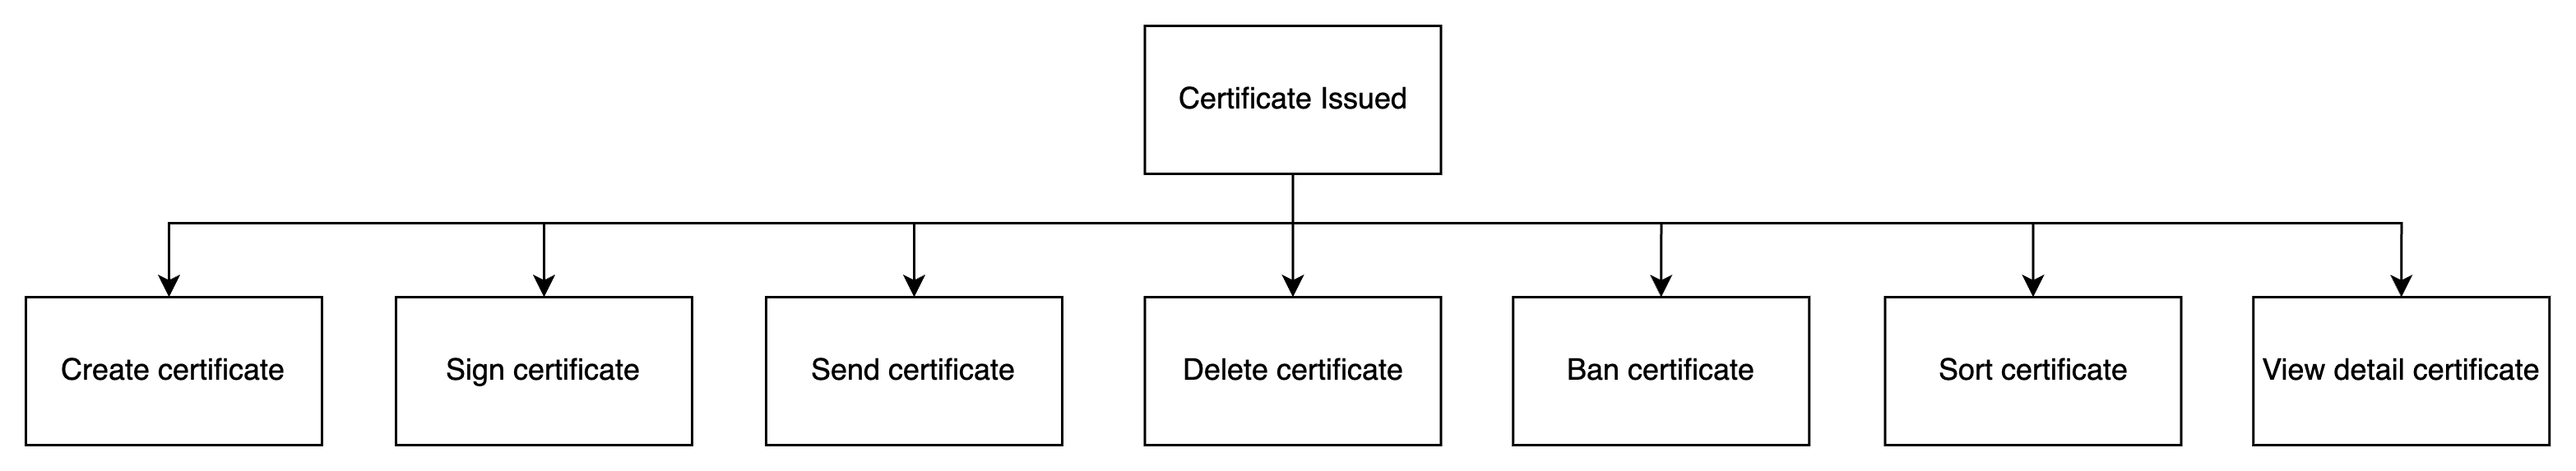 Certificate Issued
Create certificate
Sign certificate
Send certificate
Delete certificate
Ban certificate
Sort certificate
View detail certificate